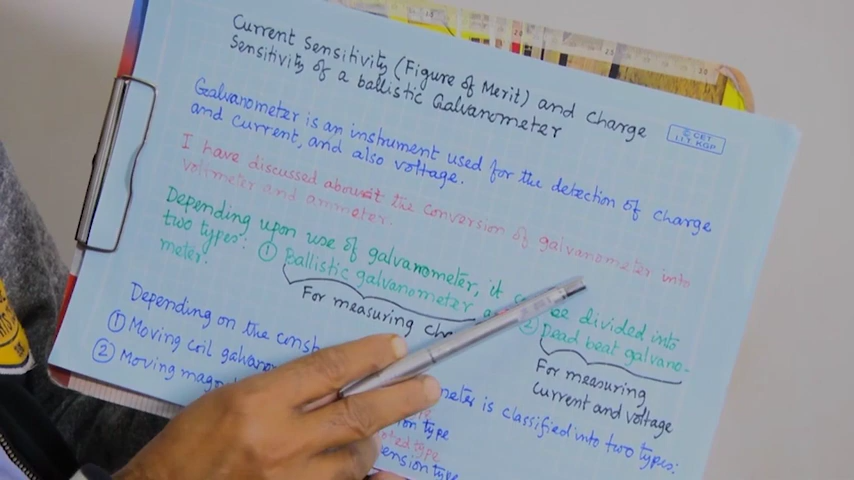 Current Sensitivity (Figure of Merit) and Charge
Sensitivity of a ballistic Galvanometer
© CET
I.I.T. KGP
Galvanometer is an instrument used for the detection of charge
and current, and also voltage.
I have discussed about the conversion of galvanometer into
voltmeter and ammeter.
Depending upon use of galvanometer, it divided into
two types: ① Ballistic galvanometer ② Dead beat galvano-
meter.
For measuring
For measuring
current and voltage
Depending on the meter is classified into two types:
① Moving coil
② Moving
type
type